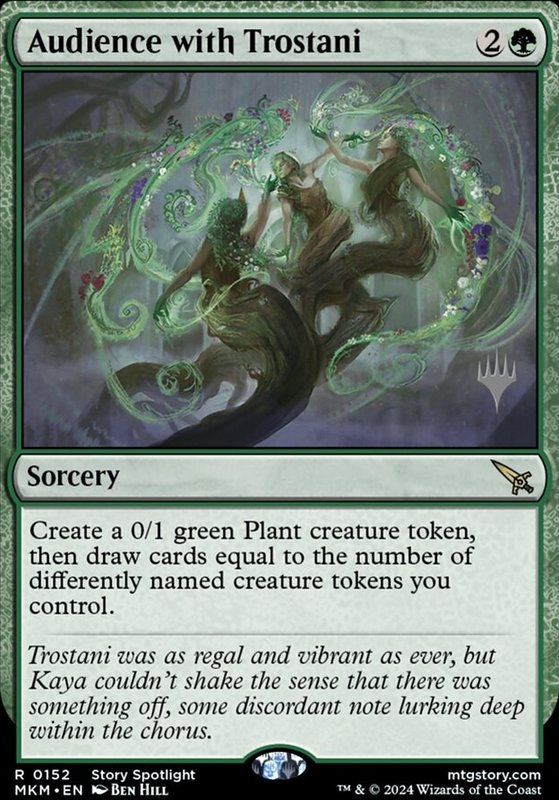 Audience with Trostani 2
Sorcery
Create a 0/1 green Plant creature token,
then draw cards equal to the number of
differently named creature tokens you
control.
Trostani was as regal and vibrant as ever, but
Kaya couldn't shake the sense that there was
something off, some discordant note lurking deep
within the chorus.
R 0152 Story Spotlight mtgstory.com
MKM • EN Ben Hill ™ & © 2024 Wizards of the Coast